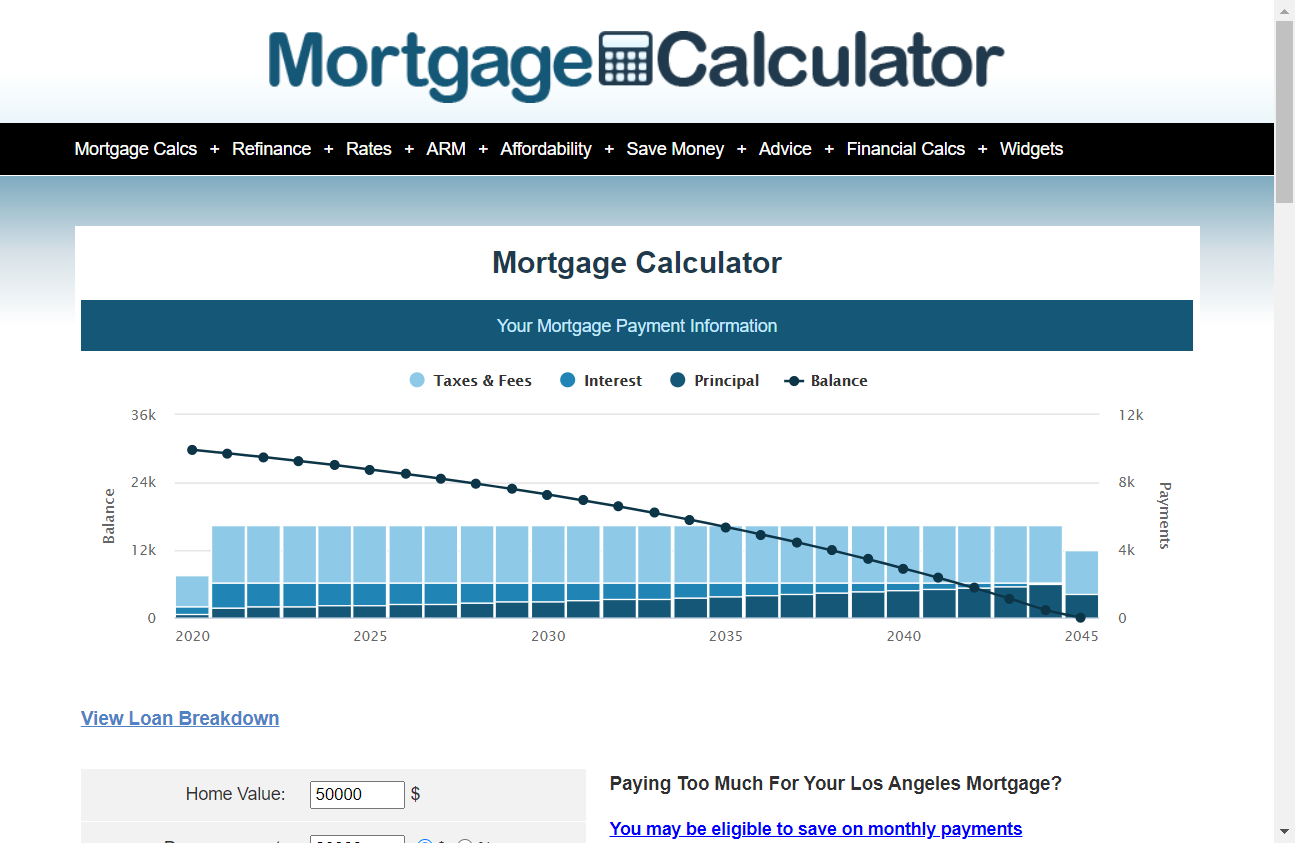 Mortgage Calculator
Mortgage Calcs + Refinance + Rates + ARM + Affordability + Save Money + Advice + Financial Calcs + Widgets
Mortgage Calculator
Your Mortgage Payment Information
Taxes & Fees Interest Principal Balance
36k 12k
24k 8k
Balance Payments
12k 4k
0 0
2020 2025 2030 2035 2040 2045
View Loan Breakdown
Home Value: 50000 $
Paying Too Much For Your Los Angeles Mortgage?
You may be eligible to save on monthly payments